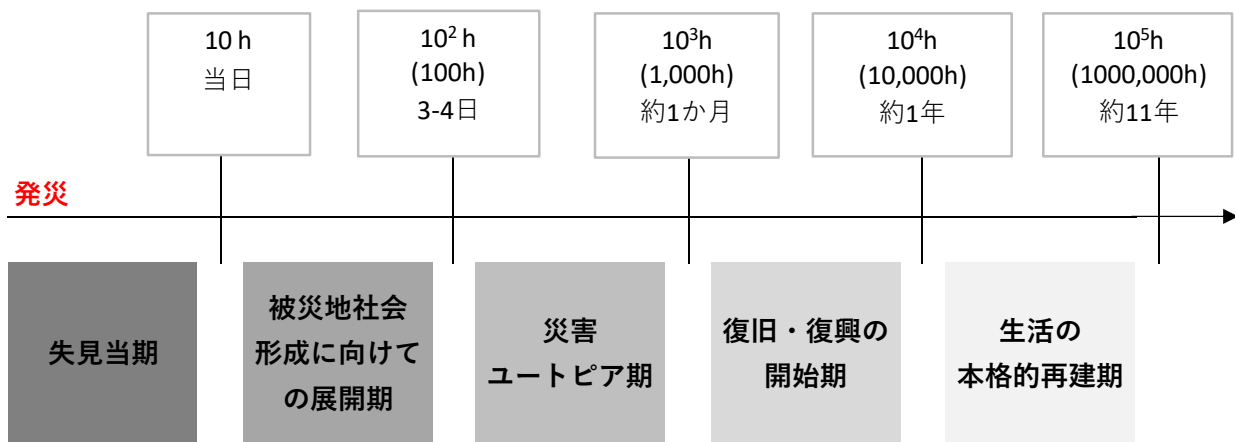 10 h
当日
10² h
(100h)
3-4日
10³h
(1,000h)
約1か月
10⁴h
(10,000h)
約1年
10⁵h
(1000,000h)
約11年
発災
失見当期
被災地社会
形成に向けて
の展開期
災害
ユートピア期
復旧・復興の
開始期
生活の
本格的再建期